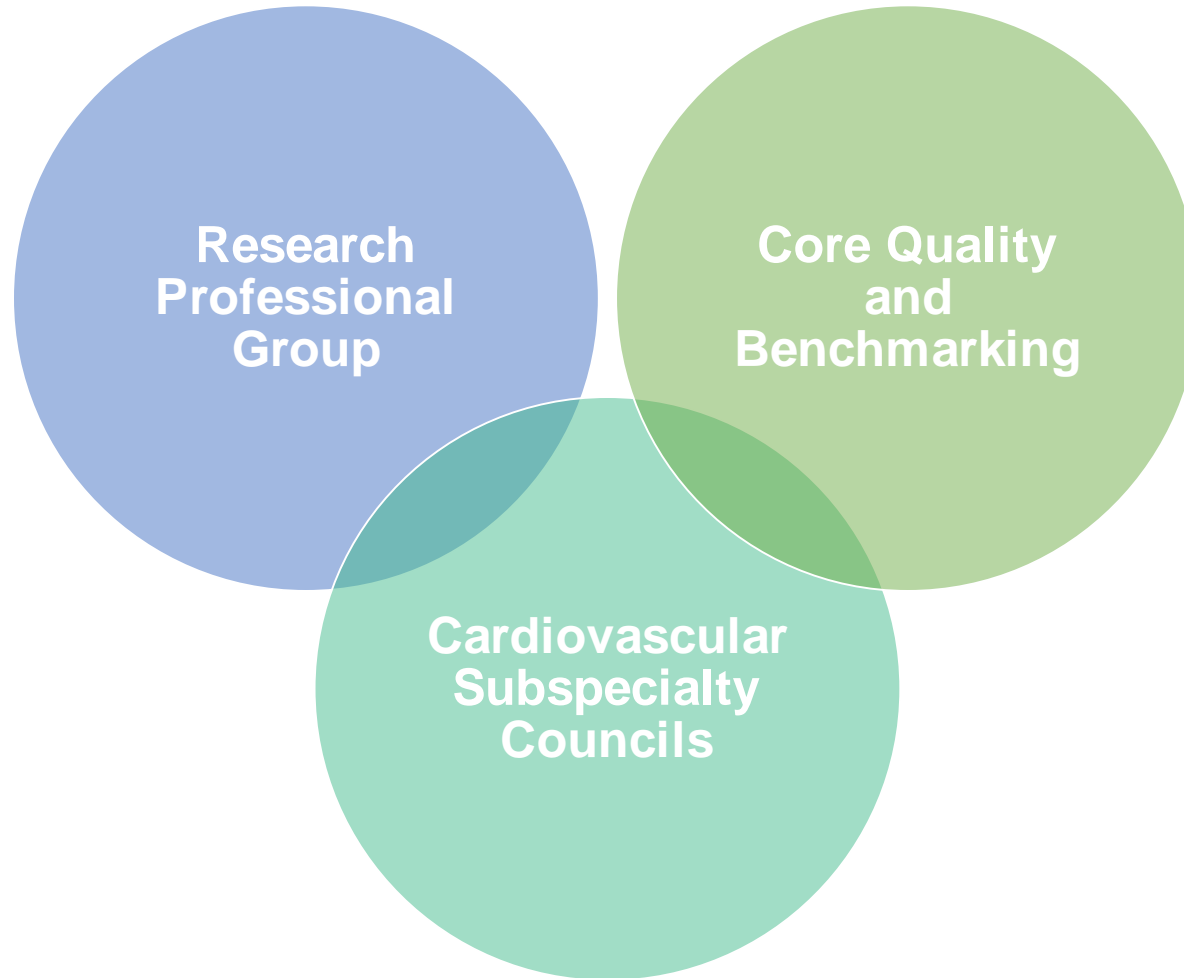 Research
Professional
Group
Core Quality
and
Benchmarking
Cardiovascular
Subspecialty
Councils